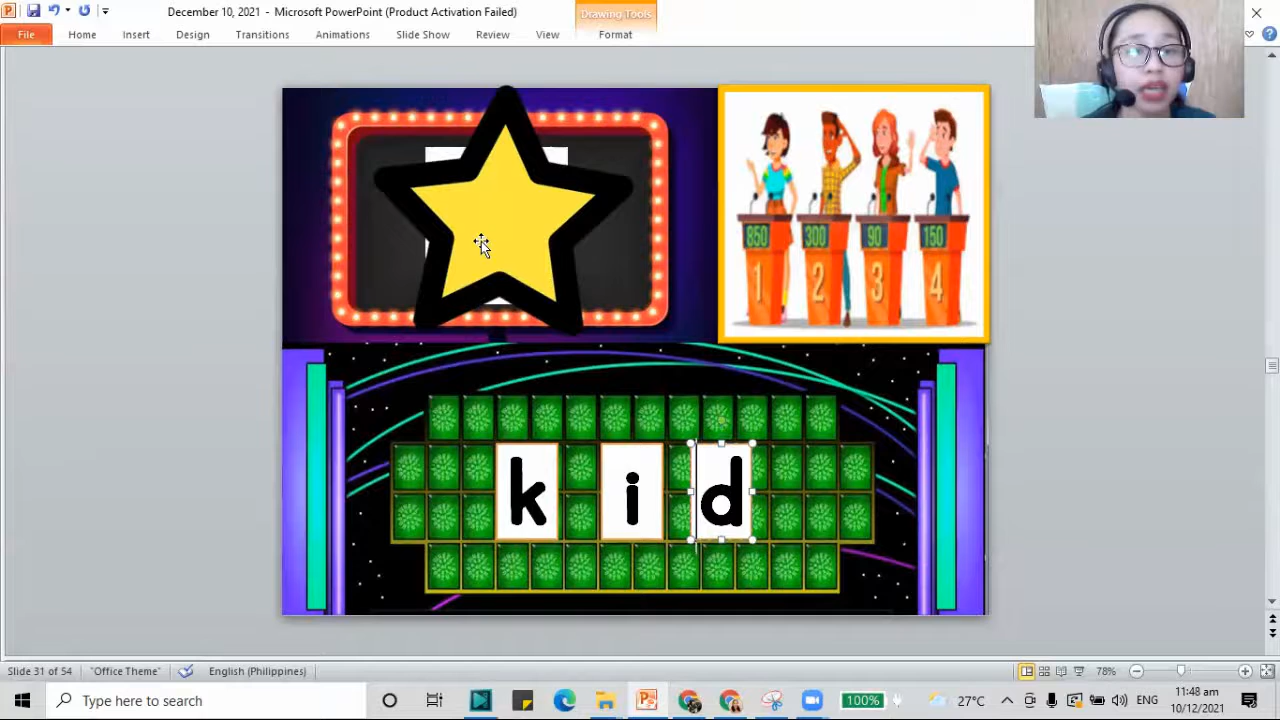 December 10, 2021 - Microsoft PowerPoint (Product Activation Failed)
Drawing Tools
File Home Insert Design Transitions Animations Slide Show Review View Format
850 300 90 150
1 2 3 4
k i d
Slide 31 of 54 "Office Theme" English (Philippines) 78%
Type here to search 100% 27°C ENG 11:48 am
10/12/2021